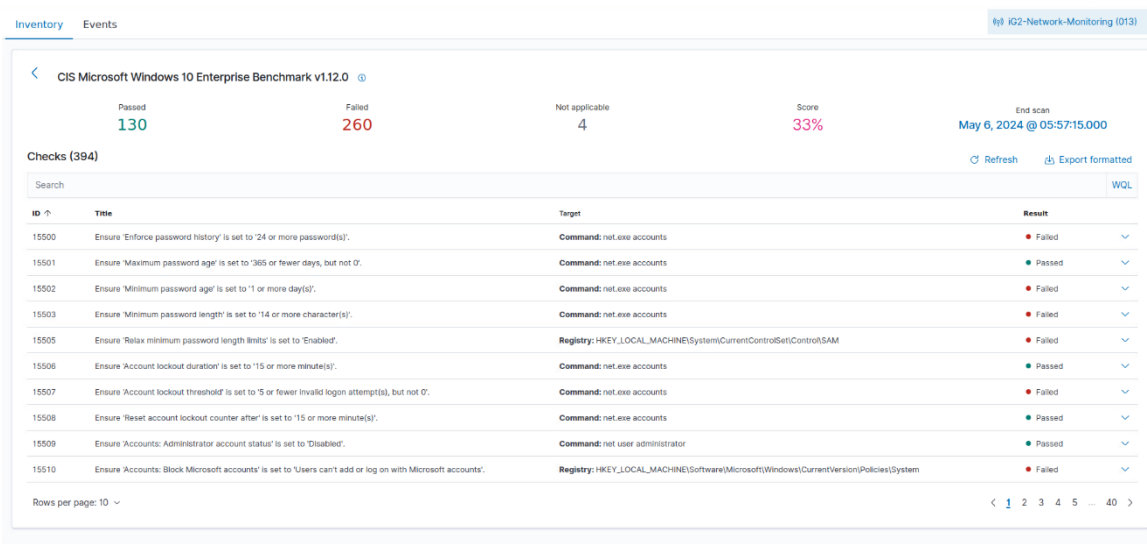 Inventory Events iG2-Network-Monitoring (013)
CIS Microsoft Windows 10 Enterprise Benchmark v1.12.0
Passed Failed Not applicable Score End scan
130 260 4 33% May 6, 2024 @ 05:57:15.000
Checks (394) Refresh Export formatted
Search WQL
ID ↑ Title Target Result
15500 Ensure 'Enforce password history' is set to '24 or more password(s)'. Command: net.exe accounts Failed
15501 Ensure 'Maximum password age' is set to '365 or fewer days, but not 0'. Command: net.exe accounts Passed
15502 Ensure 'Minimum password age' is set to '1 or more day(s)'. Command: net.exe accounts Failed
15503 Ensure 'Minimum password length' is set to '14 or more character(s)'. Command: net.exe accounts Failed
15505 Ensure 'Relax minimum password length limits' is set to 'Enabled'. Registry: HKEY_LOCAL_MACHINE\System\CurrentControlSet\Control\SAM Failed
15506 Ensure 'Account lockout duration' is set to '15 or more minute(s)'. Command: net.exe accounts Passed
15507 Ensure 'Account lockout threshold' is set to '5 or fewer invalid logon attempt(s), but not 0'. Command: net.exe accounts Failed
15508 Ensure 'Reset account lockout counter after' is set to '15 or more minute(s)'. Command: net.exe accounts Passed
15509 Ensure 'Accounts: Administrator account status' is set to 'Disabled'. Command: net user administrator Passed
15510 Ensure 'Accounts: Block Microsoft accounts' is set to 'Users can't add or log on with Microsoft accounts'. Registry: HKEY_LOCAL_MACHINE\Software\Microsoft\Windows\CurrentVersion\Policies\System Failed
Rows per page: 10 < 1 2 3 4 5 ... 40 >